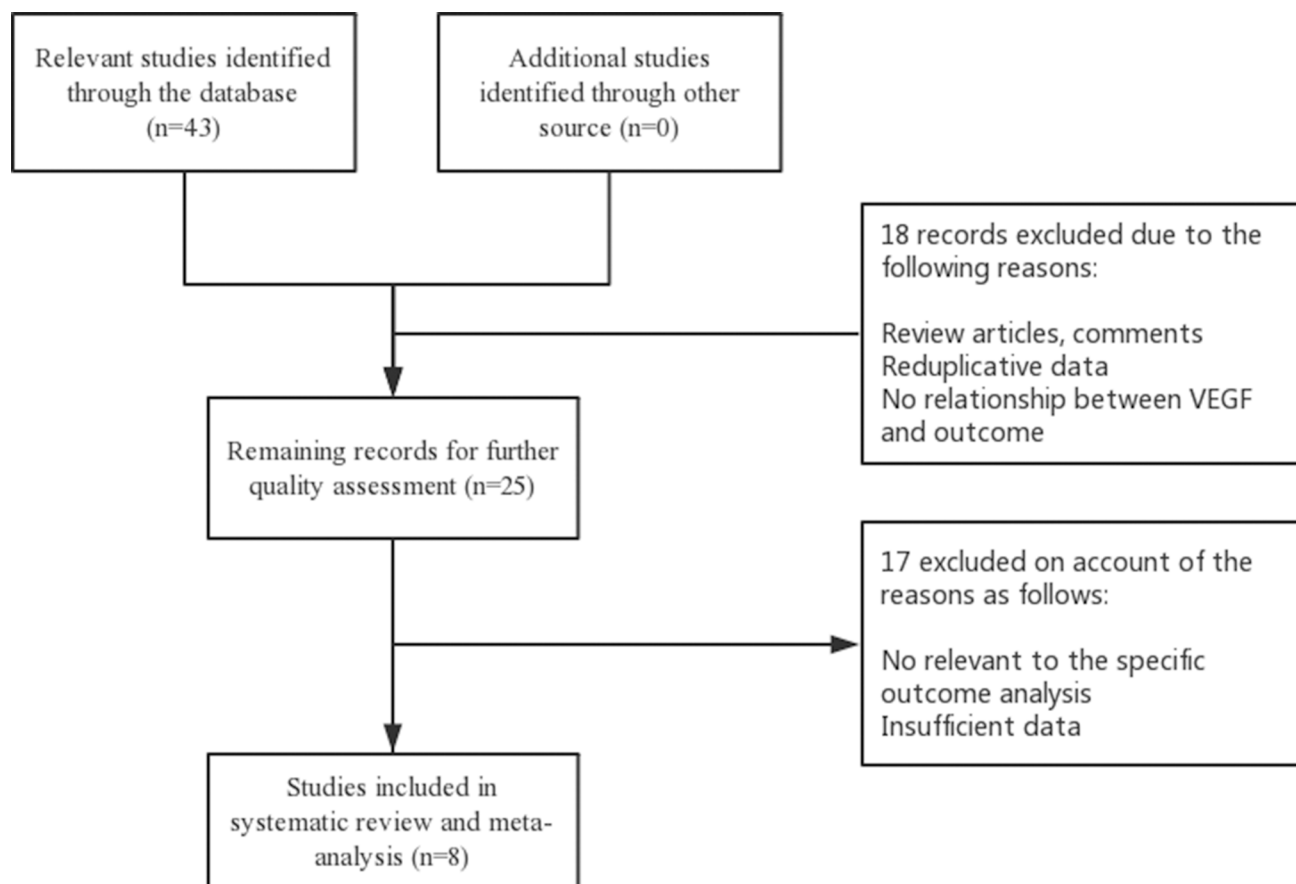 Relevant studies identified
through the database
(n=43)
Additional studies
identified through other
source (n=0)
18 records excluded due to the
following reasons:
Review articles, comments
Reduplicative data
No relationship between VEGF
and outcome
Remaining records for further
quality assessment (n=25)
17 excluded on account of the
reasons as follows:
No relevant to the specific
outcome analysis
Insufficient data
Studies included in
systematic review and meta-
analysis (n=8)